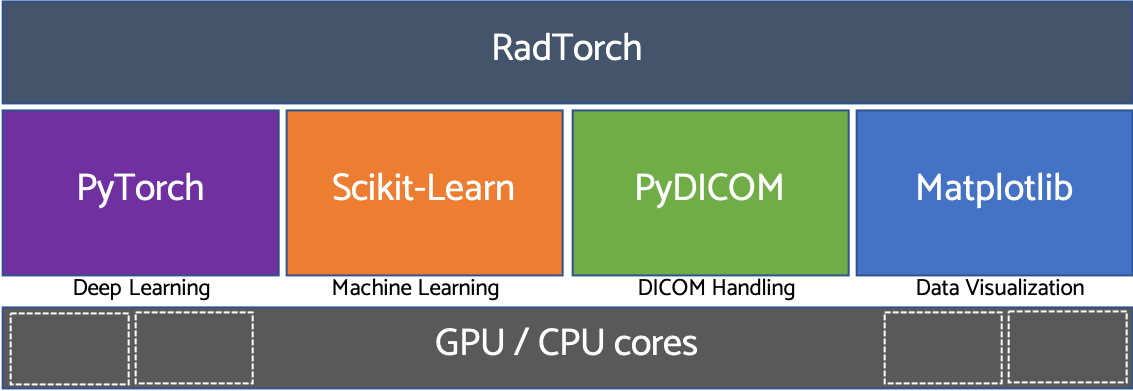 RadTorch
PyTorch
Scikit-Learn
PyDICOM
Matplotlib
Deep Learning
Machine Learning
DICOM Handling
Data Visualization
GPU / CPU cores